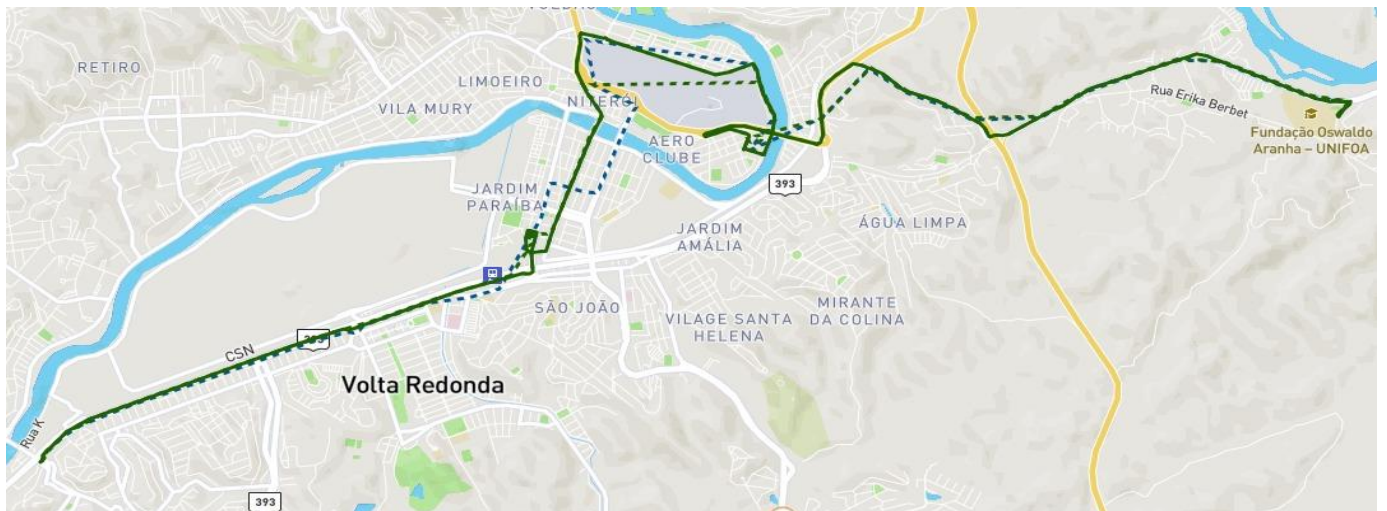 RETIRO
LIMOEIRO
VILA MURY
NITERÓI
Rua Erika Berbet
Fundação Oswaldo
Aranha – UNIFOA
AERO
CLUBE
393
JARDIM
PARAÍBA
ÁGUA LIMPA
JARDIM
AMÁLIA
SÃO JOÃO
MIRANTE
DA COLINA
VILAGE SANTA
HELENA
CSN
393
Volta Redonda
Rua K
393